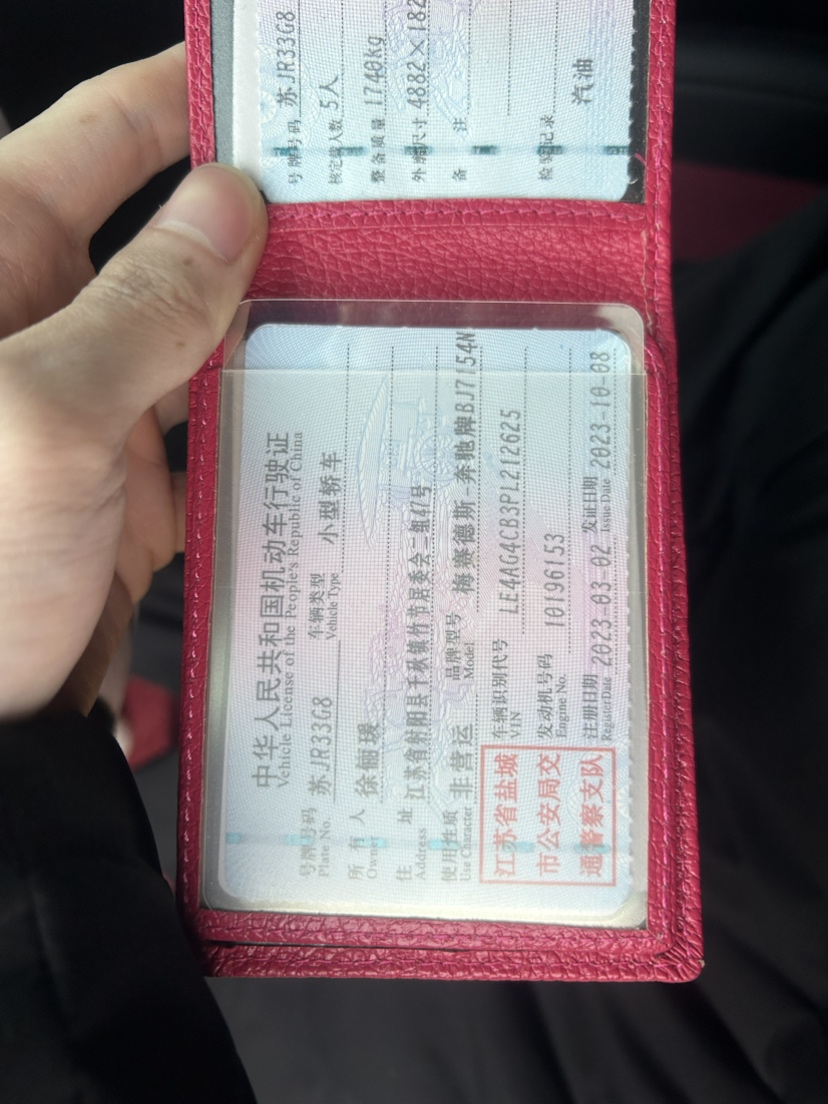 号牌号码 苏JR33G8
核定载人数 5人
整备质量 1740kg
外廓尺寸 4882×182
备 注
检验记录
汽油
中华人民共和国机动车行驶证
Vehicle License of the People's Republic of China
号牌号码 苏JR33G8 车辆类型 小型轿车
Plate No. Vehicle Type
所有人 徐丽瑛
Owner
住 址 江苏省射阳县千秋镇竹节居委会二组47号
Address
使用性质 非营运 品牌型号 梅赛德斯-奔驰牌BJ7154N
Use Character Model
江苏省盐城
市公安局交
通警察支队
车辆识别代号 LE4AG4CB3PL212625
VIN
发动机号码 10196153
Engine No.
注册日期 2023-03-02 发证日期 2023-10-08
Register Date Issue Date